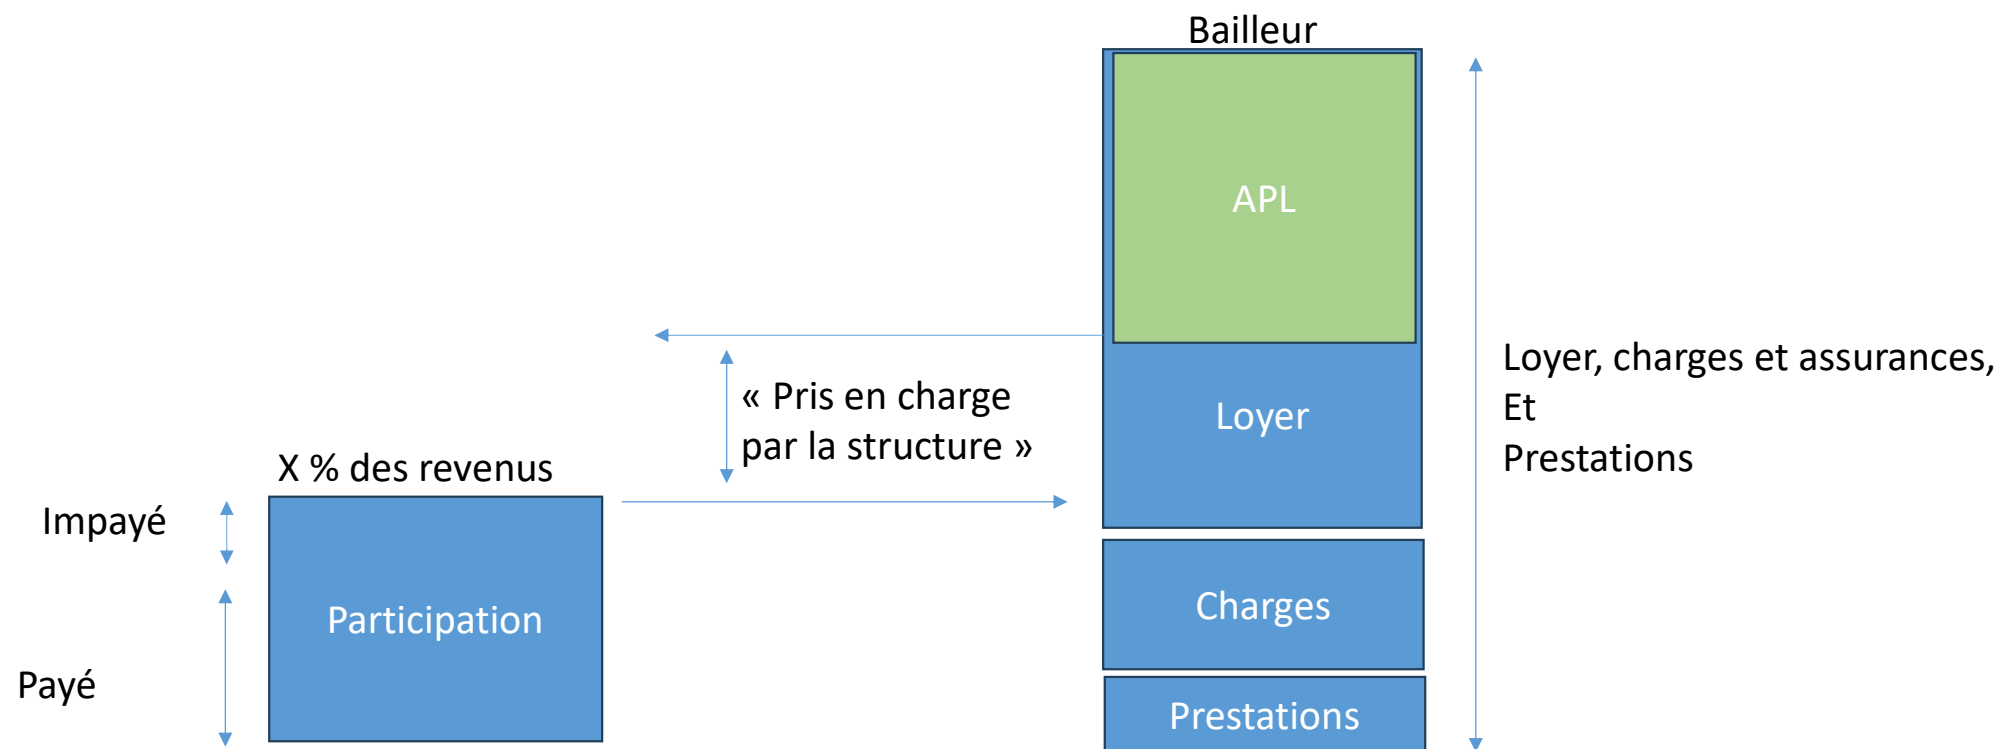 Bailleur
APL
Loyer, charges et assurances,
Et
Prestations
« Pris en charge
par la structure »
Loyer
X % des revenus
Impayé
Participation
Payé
Charges
Prestations